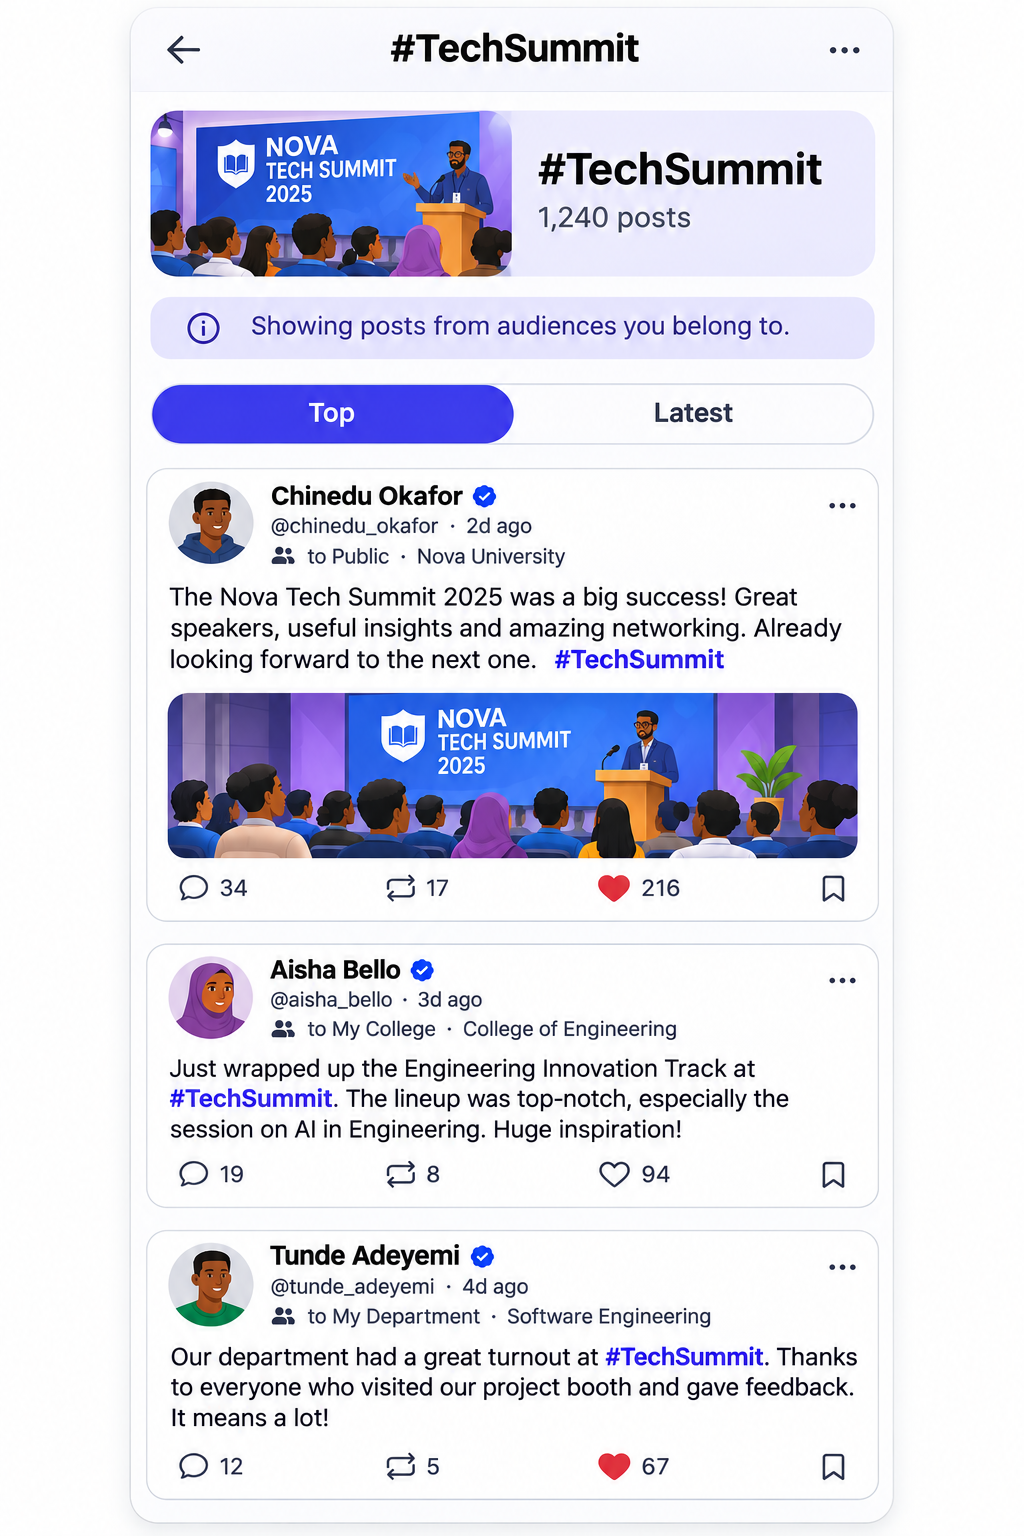 #TechSummit
NOVA
TECH SUMMIT
2025
#TechSummit
1,240 posts
Showing posts from audiences you belong to.
Top
Latest
Chinedu Okafor
@chinedu_okafor · 2d ago
to Public · Nova University
The Nova Tech Summit 2025 was a big success! Great
speakers, useful insights and amazing networking. Already
looking forward to the next one. #TechSummit
NOVA
TECH SUMMIT
2025
34
17
216
Aisha Bello
@aisha_bello · 3d ago
to My College · College of Engineering
Just wrapped up the Engineering Innovation Track at
#TechSummit. The lineup was top-notch, especially the
session on AI in Engineering. Huge inspiration!
19
8
94
Tunde Adeyemi
@tunde_adeyemi · 4d ago
to My Department · Software Engineering
Our department had a great turnout at #TechSummit. Thanks
to everyone who visited our project booth and gave feedback.
It means a lot!
12
5
67